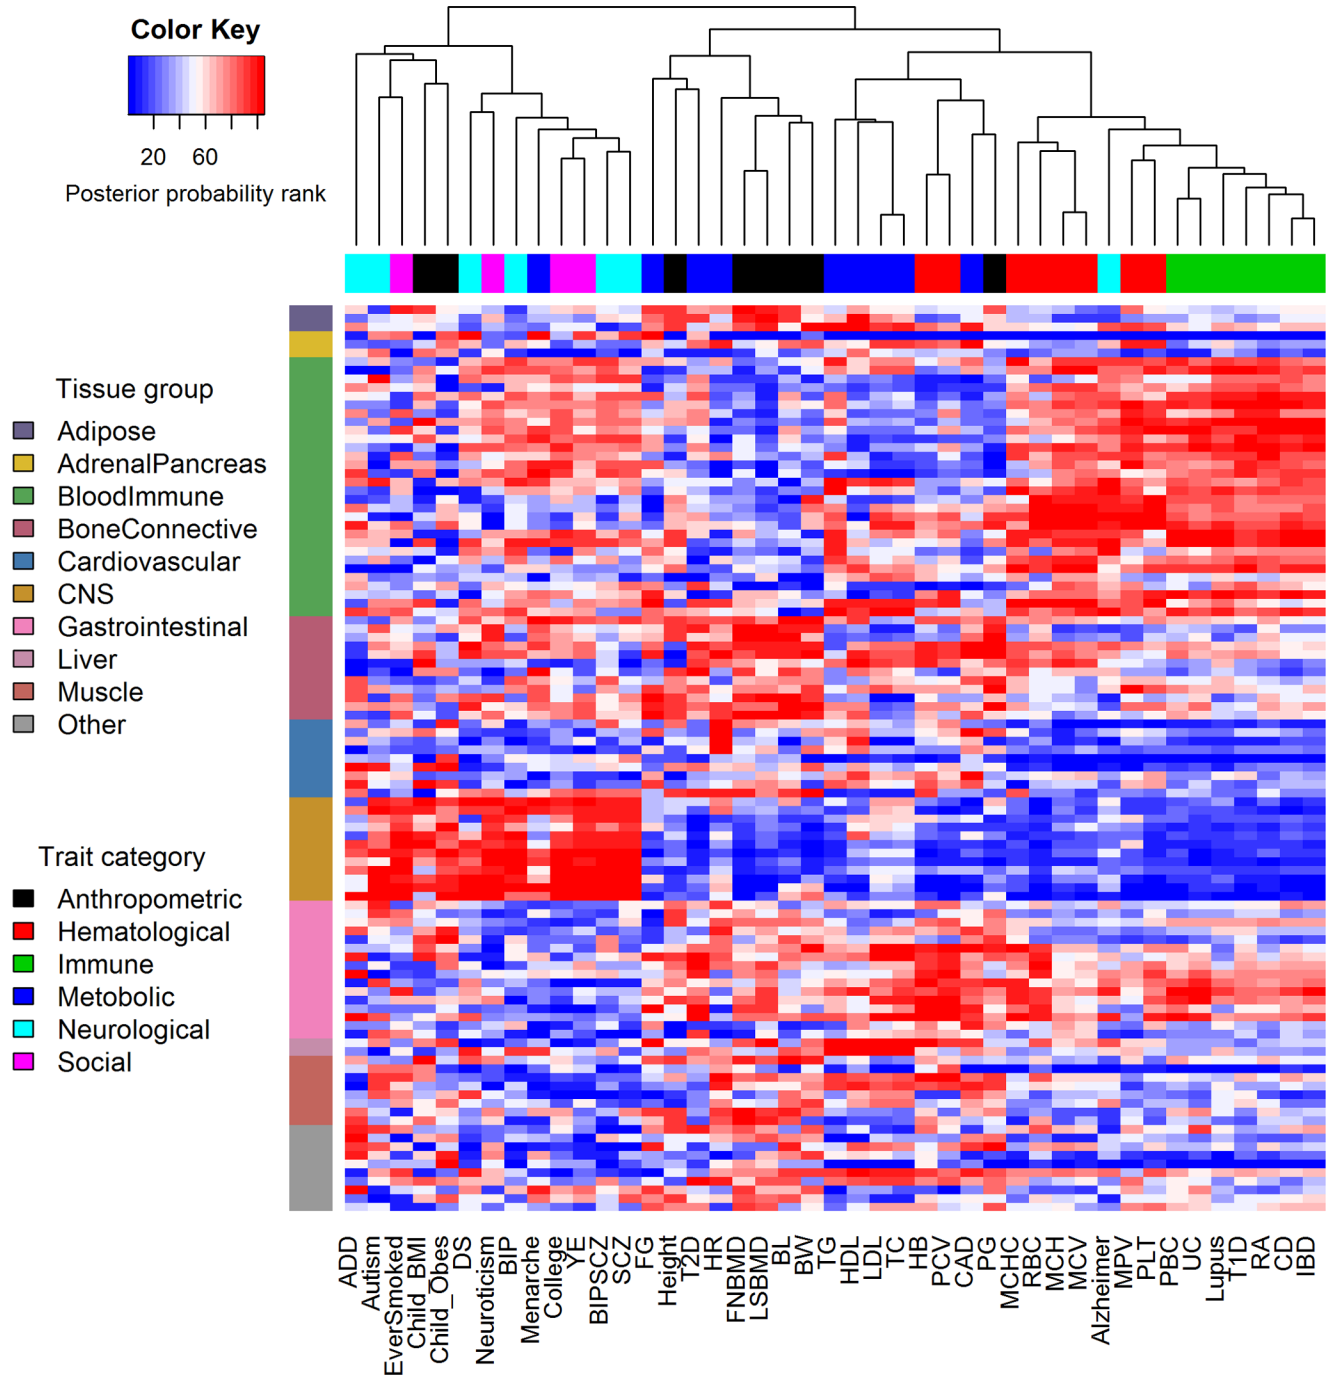 Color Key
20 60
Posterior probability rank
Tissue group
Adipose
AdrenalPancreas
BloodImmune
BoneConnective
Cardiovascular
CNS
Gastrointestinal
Liver
Muscle
Other
Trait category
Anthropometric
Hematological
Immune
Metobolic
Neurological
Social
ADD
Autism
EverSmoked
Child_BMI
Child_Obes
DS
Neuroticism
BIP
Menarche
College
YE
BIPSCZ
SCZ
FG
Height
T2D
HR
FNBMD
LSBMD
BL
BW
TG
HDL
LDL
TC
HB
PCV
CAD
PG
MCHC
RBC
MCH
MCV
Alzheimer
MPV
PLT
PBC
UC
Lupus
T1D
RA
CD
IBD